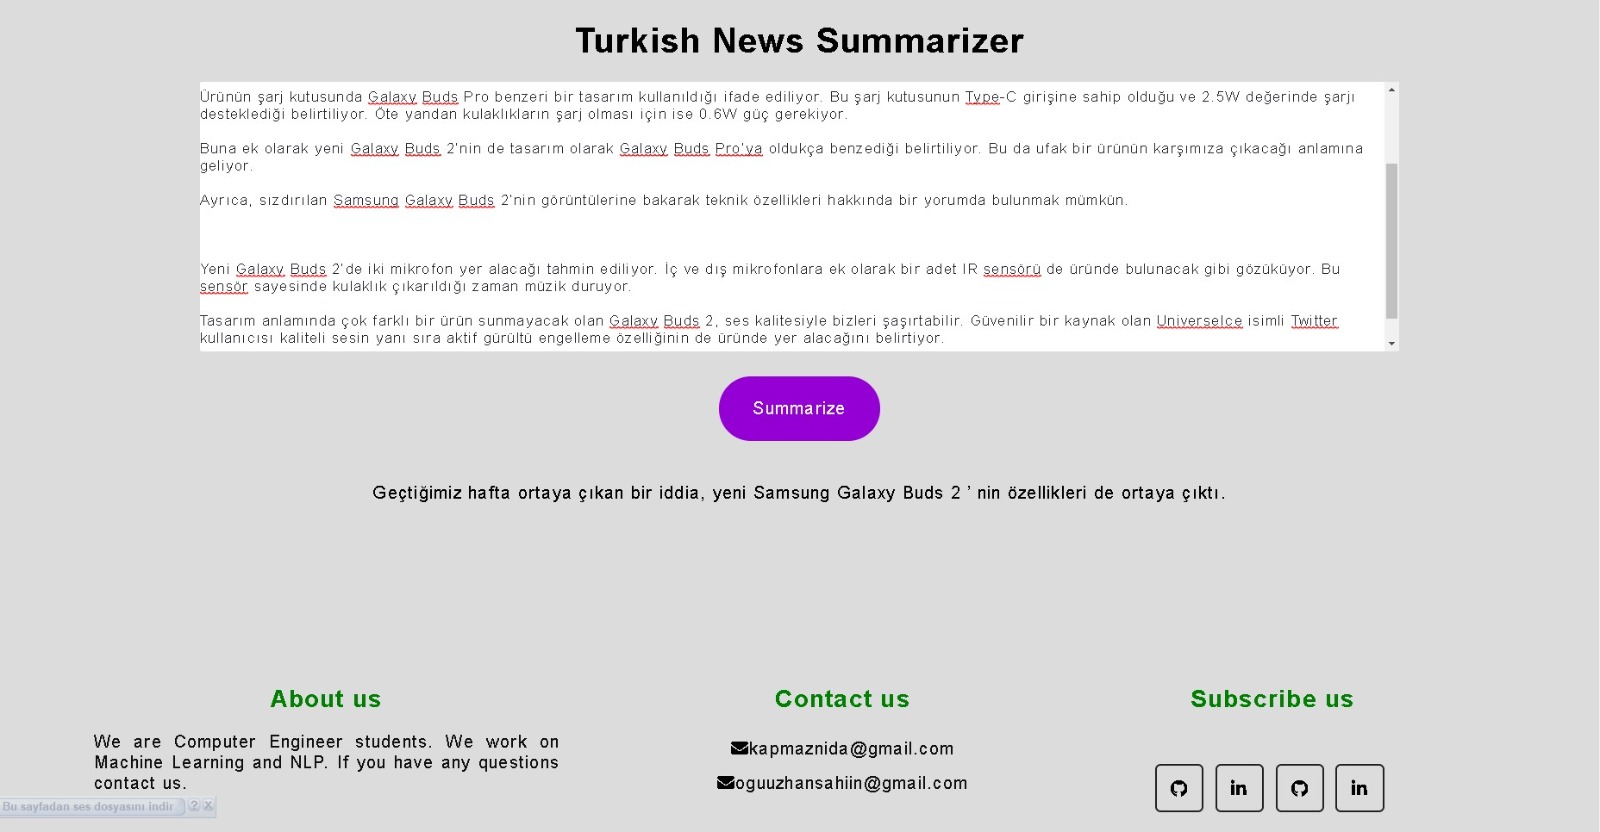 Turkish News Summarizer
Ürünün şarj kutusunda Galaxy Buds Pro benzeri bir tasarım kullanıldığı ifade ediliyor. Bu şarj kutusunun Type-C girişine sahip olduğu ve 2.5W değerinde şarjı
desteklediği belirtiliyor. Öte yandan kulaklıkların şarj olması için ise 0.6W güç gerekiyor.
Buna ek olarak yeni Galaxy Buds 2'nin de tasarım olarak Galaxy Buds Pro'ya oldukça benzediği belirtiliyor. Bu da ufak bir ürünün karşımıza çıkacağı anlamına
geliyor.
Ayrıca, sızdırılan Samsung Galaxy Buds 2'nin görüntülerine bakarak teknik özellikleri hakkında bir yorumda bulunmak mümkün.
Yeni Galaxy Buds 2'de iki mikrofon yer alacağı tahmin ediliyor. İç ve dış mikrofonlara ek olarak bir adet IR sensörü de üründe bulunacak gibi gözüküyor. Bu
sensör sayesinde kulaklık çıkarıldığı zaman müzik duruyor.
Tasarım anlamında çok farklı bir ürün sunmayacak olan Galaxy Buds 2, ses kalitesiyle bizleri şaşırtabilir. Güvenilir bir kaynak olan UniverseIce isimli Twitter
kullanıcısı kaliteli sesin yanı sıra aktif gürültü engelleme özelliğinin de üründe yer alacağını belirtiyor.
Summarize
Geçtiğimiz hafta ortaya çıkan bir iddia, yeni Samsung Galaxy Buds 2 ’ nin özellikleri de ortaya çıktı.
About us
We are Computer Engineer students. We work on
Machine Learning and NLP. If you have any questions
contact us.
Contact us
kapmaznida@gmail.com
oguuzhansahiin@gmail.com
Subscribe us
in
in
Bu sayfadan ses dosyasını indir ? X